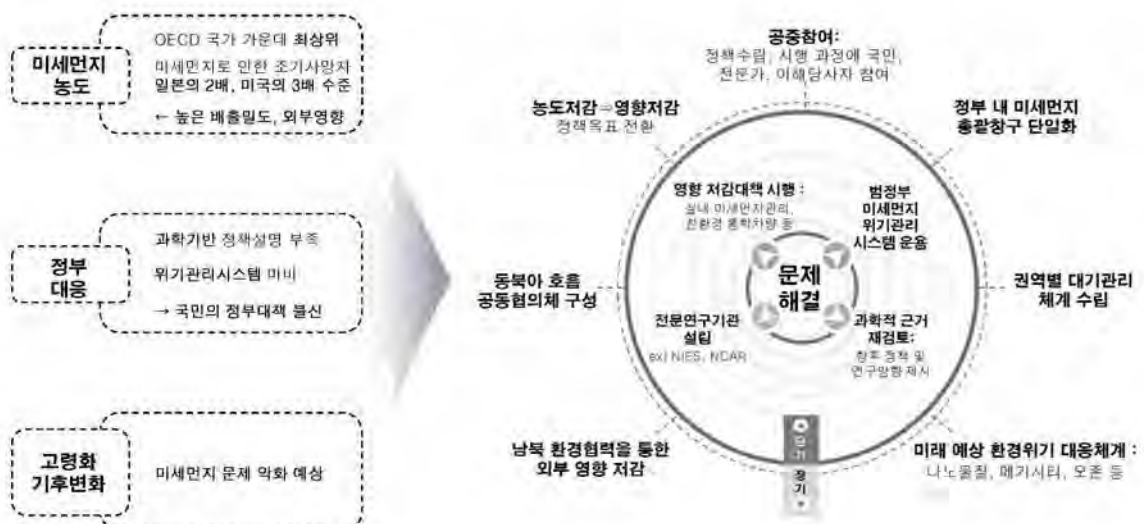 미세먼지
농도
OECD 국가 가운데 최상위
미세먼지로 인한 조기사망자
일본의 2배, 미국의 3배 수준
← 높은 배출밀도, 외부영향
정부
대응
과학기반 정책설명 부족
위기관리시스템 마비
→ 국민의 정부대책 불신
고령화
기후변화
미세먼지 문제 악화 예상
공중참여:
정책수립, 시행 과정에 국민,
전문가, 이해당사자 참여
농도저감⇒영향저감
정책목표 전환
정부 내 미세먼지
총괄창구 단일화
영향 저감대책 시행 :
실내 미세먼지관리,
친환경 통학차량 등
범정부
미세먼지
위기관리
시스템 운용
문제
해결
동북아 호흡
공동협의체 구성
권역별 대기관리
체계 수립
전문연구기관
설립
ex) NIES, NCAR
과학적 근거
재검토:
향후 정책 및
연구방향 제시
남북 환경협력을 통한
외부 영향 저감
단기
장기
미래 예상 환경위기 대응체계 :
나노물질, 메가시티, 오존 등